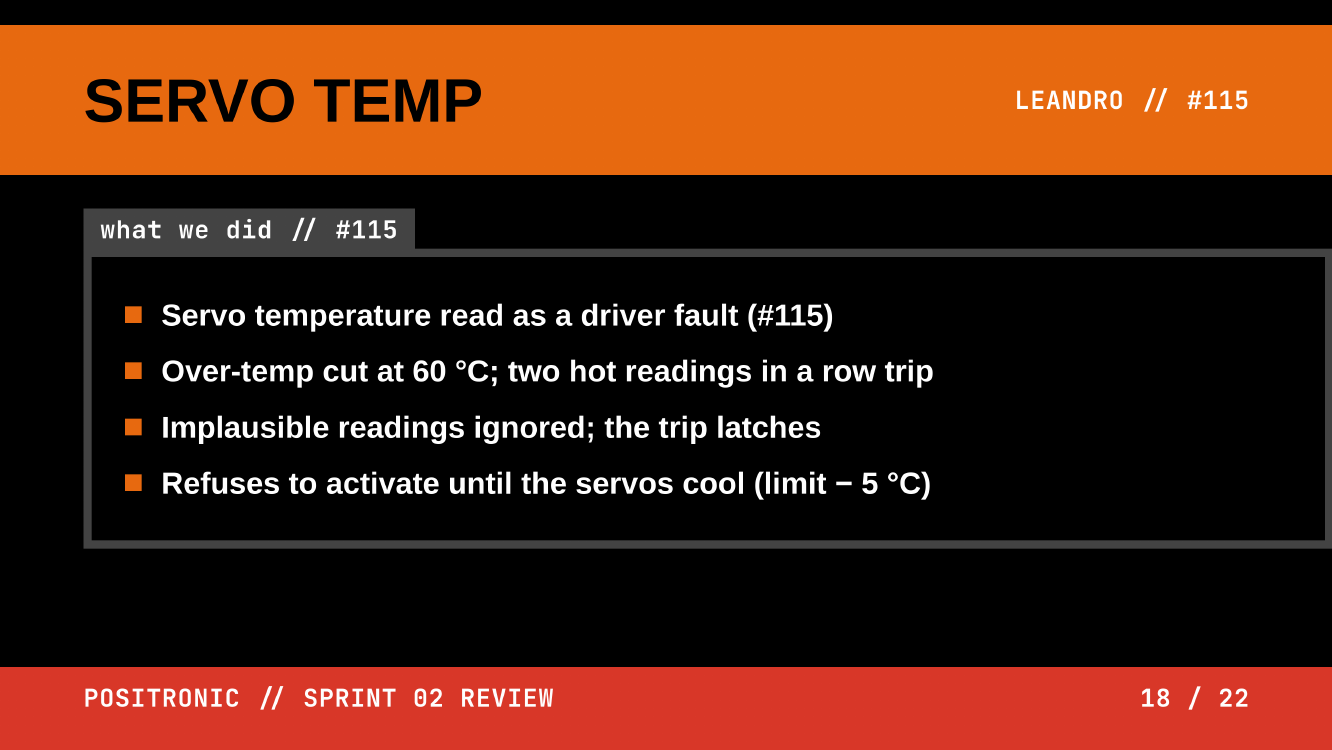 SERVO TEMP
LEANDRO // #115
what we did // #115
Servo temperature read as a driver fault (#115)
Over-temp cut at 60 °C; two hot readings in a row trip
Implausible readings ignored; the trip latches
Refuses to activate until the servos cool (limit − 5 °C)
POSITRONIC // SPRINT 02 REVIEW
18 / 22